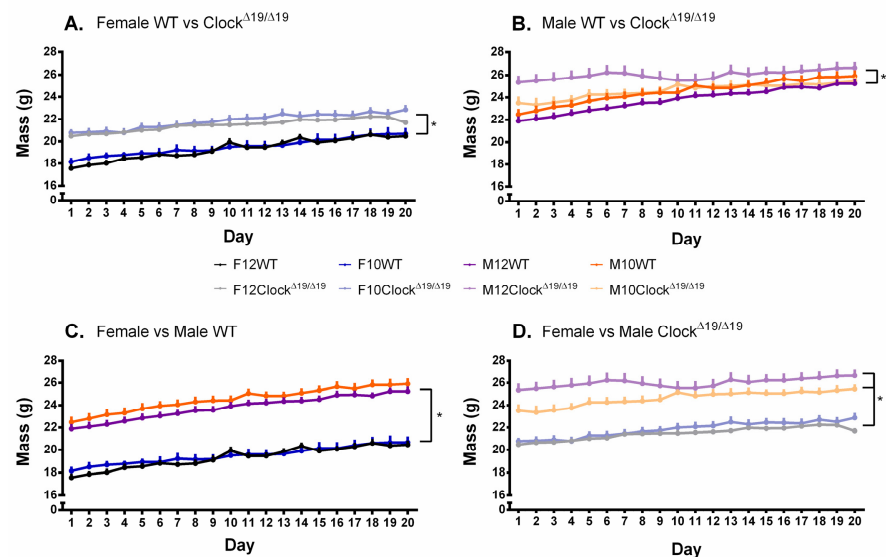 A. Female WT vs Clock^Δ19/Δ19
B. Male WT vs Clock^Δ19/Δ19
Mass (g)
28
26
24
22
20
18
16
0
*
1 2 3 4 5 6 7 8 9 10 11 12 13 14 15 16 17 18 19 20
Day
Mass (g)
28
26
24
22
20
18
16
0
*
1 2 3 4 5 6 7 8 9 10 11 12 13 14 15 16 17 18 19 20
Day
F12WT F10WT M12WT M10WT
F12Clock^Δ19/Δ19 F10Clock^Δ19/Δ19 M12Clock^Δ19/Δ19 M10Clock^Δ19/Δ19
C. Female vs Male WT
D. Female vs Male Clock^Δ19/Δ19
Mass (g)
28
26
24
22
20
18
16
0
*
1 2 3 4 5 6 7 8 9 10 11 12 13 14 15 16 17 18 19 20
Day
Mass (g)
28
26
24
22
20
18
16
0
*
*
1 2 3 4 5 6 7 8 9 10 11 12 13 14 15 16 17 18 19 20
Day